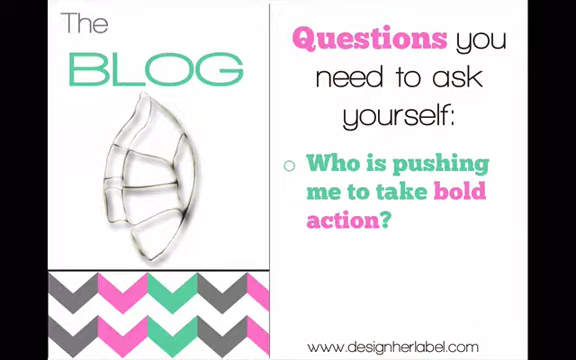 The
BLOG
Questions you
need to ask
yourself:
Who is pushing
me to take bold
action?
www.designherlabel.com